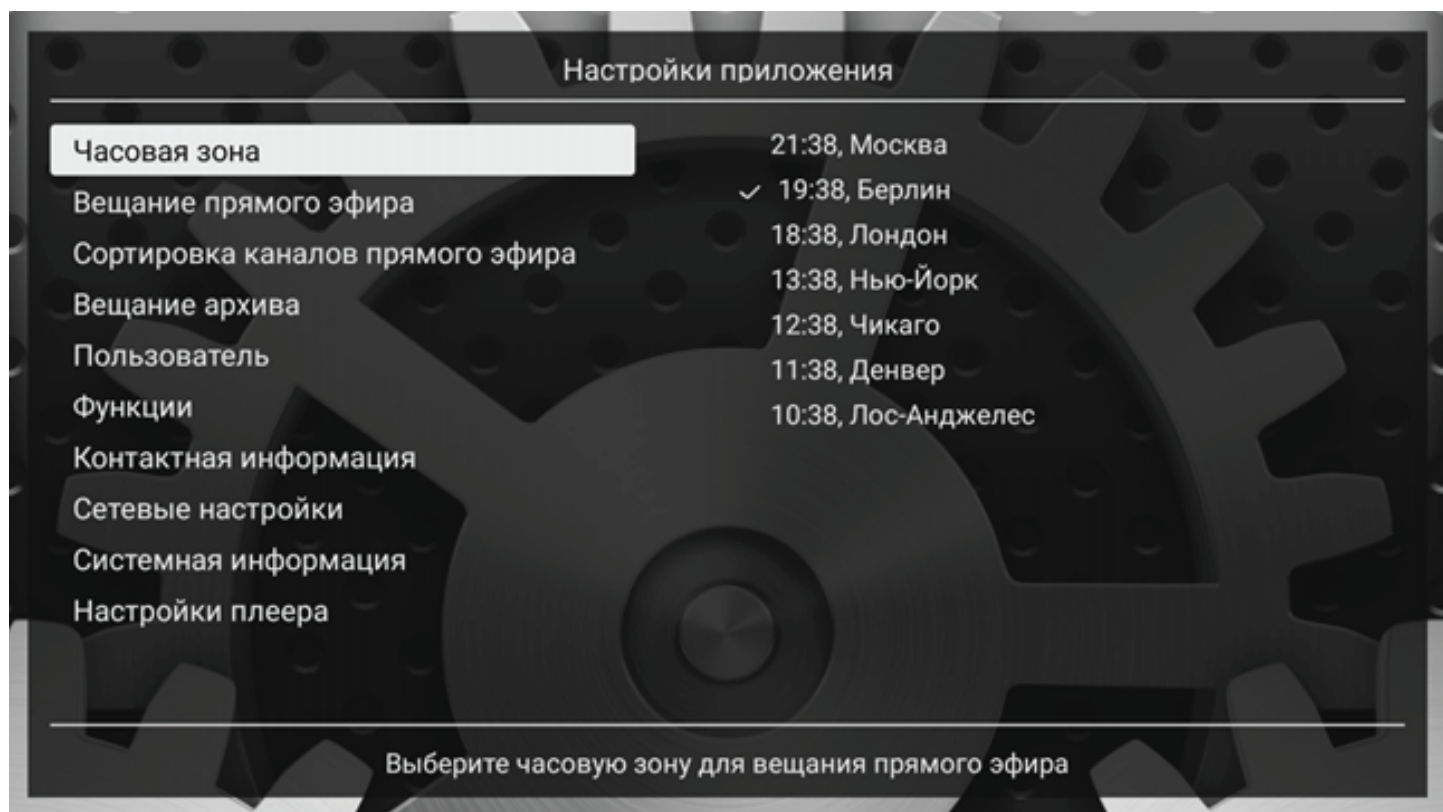 Настройки приложения
Часовая зона
Вещание прямого эфира
Сортировка каналов прямого эфира
Вещание архива
Пользователь
Функции
Контактная информация
Сетевые настройки
Системная информация
Настройки плеера
21:38, Москва
✓ 19:38, Берлин
18:38, Лондон
13:38, Нью-Йорк
12:38, Чикаго
11:38, Денвер
10:38, Лос-Анджелес
Выберите часовую зону для вещания прямого эфира